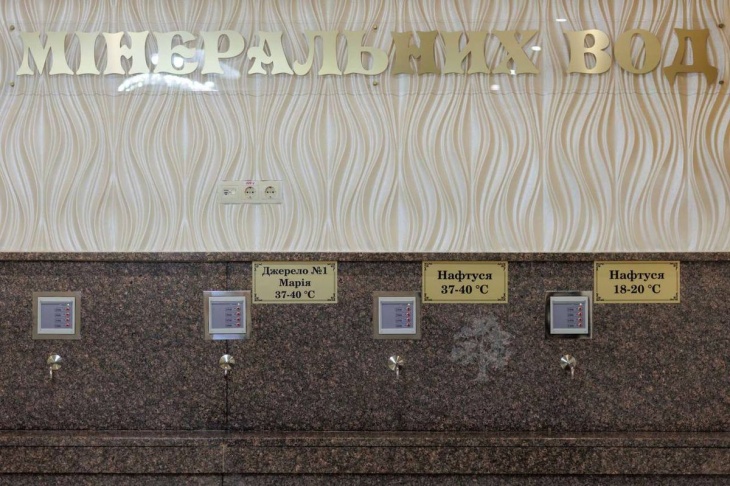 МІНЕРАЛЬНИХ ВОД
Джерело №1
Марія
37-40 °C
Нафтуся
37-40 °C
Нафтуся
18-20 °C